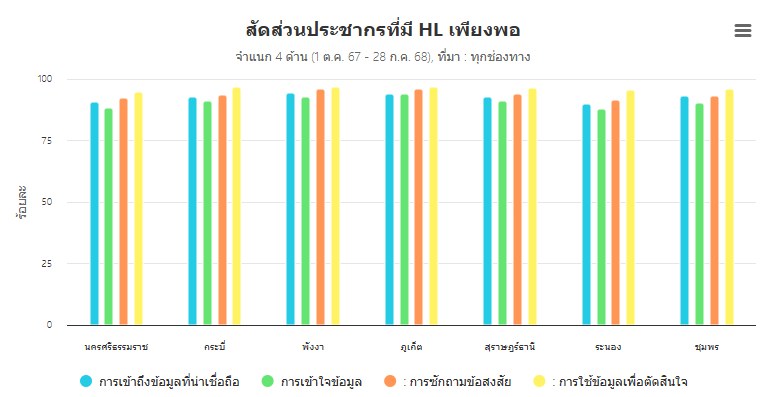 สัดส่วนประชากรที่มี HL เพียงพอ
จำแนก 4 ด้าน (1 ต.ค. 67 - 28 ก.ค. 68), ที่มา : ทุกช่องทาง
ร้อยละ
100
75
50
25
0
นครศรีธรรมราช กระบี่ พังงา ภูเก็ต สุราษฎร์ธานี ระนอง ชุมพร
การเข้าถึงข้อมูลที่น่าเชื่อถือ การเข้าใจข้อมูล : การซักถามข้อสงสัย : การใช้ข้อมูลเพื่อตัดสินใจ